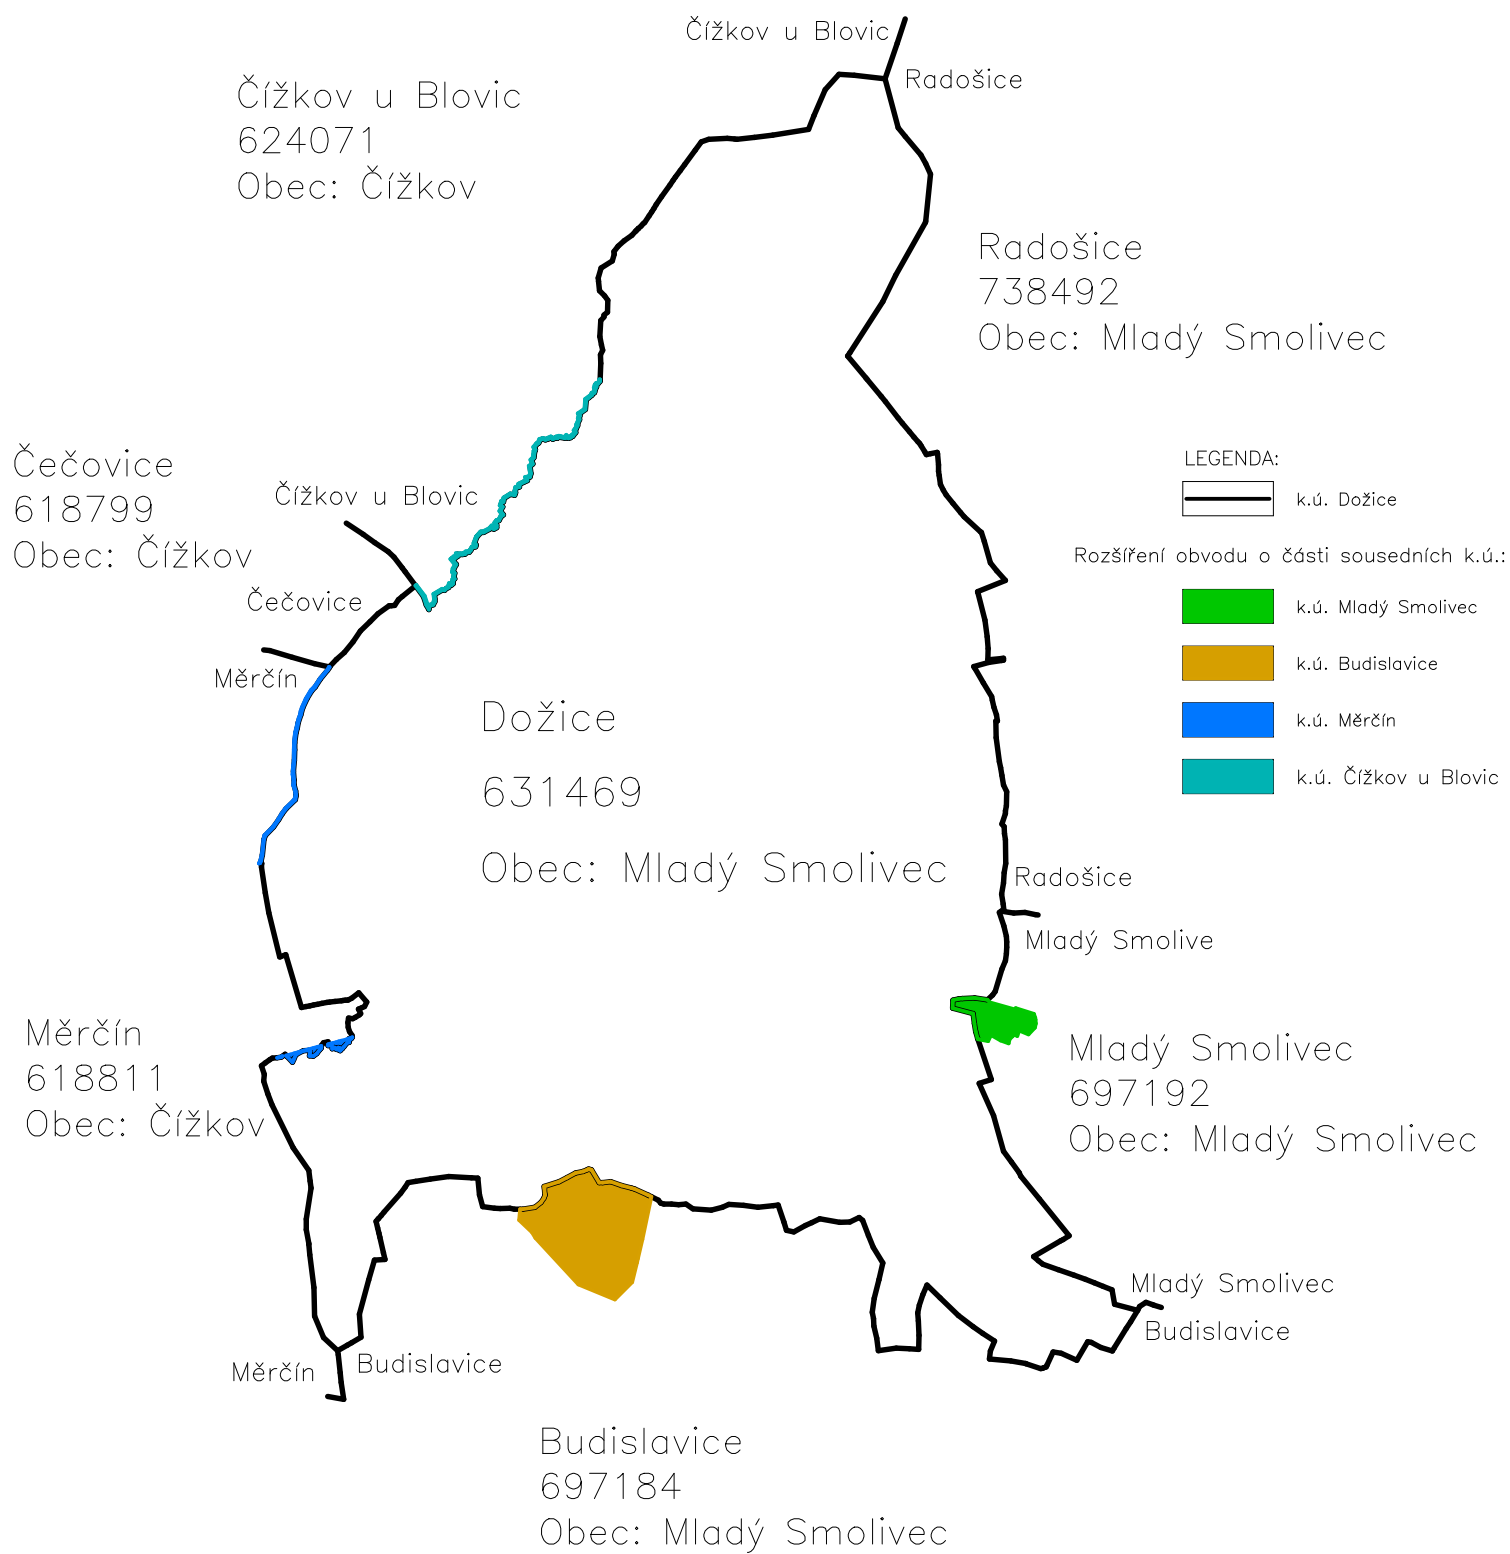 Čížkov u Blovic
Radošice
Čížkov u Blovic
624071
Obec: Čížkov
Radošice
738492
Obec: Mladý Smolivec
Čečovice
618799
Obec: Čížkov
Čížkov u Blovic
Čečovice
Měrčín
LEGENDA:
k.ú. Dožice
Rozšíření obvodu o části sousedních k.ú.:
k.ú. Mladý Smolivec
k.ú. Budislavice
k.ú. Měrčín
k.ú. Čížkov u Blovic
Dožice
631469
Obec: Mladý Smolivec
Radošice
Mladý Smolive
Měrčín
618811
Obec: Čížkov
Mladý Smolivec
697192
Obec: Mladý Smolivec
Mladý Smolivec
Budislavice
Měrčín
Budislavice
Budislavice
697184
Obec: Mladý Smolivec